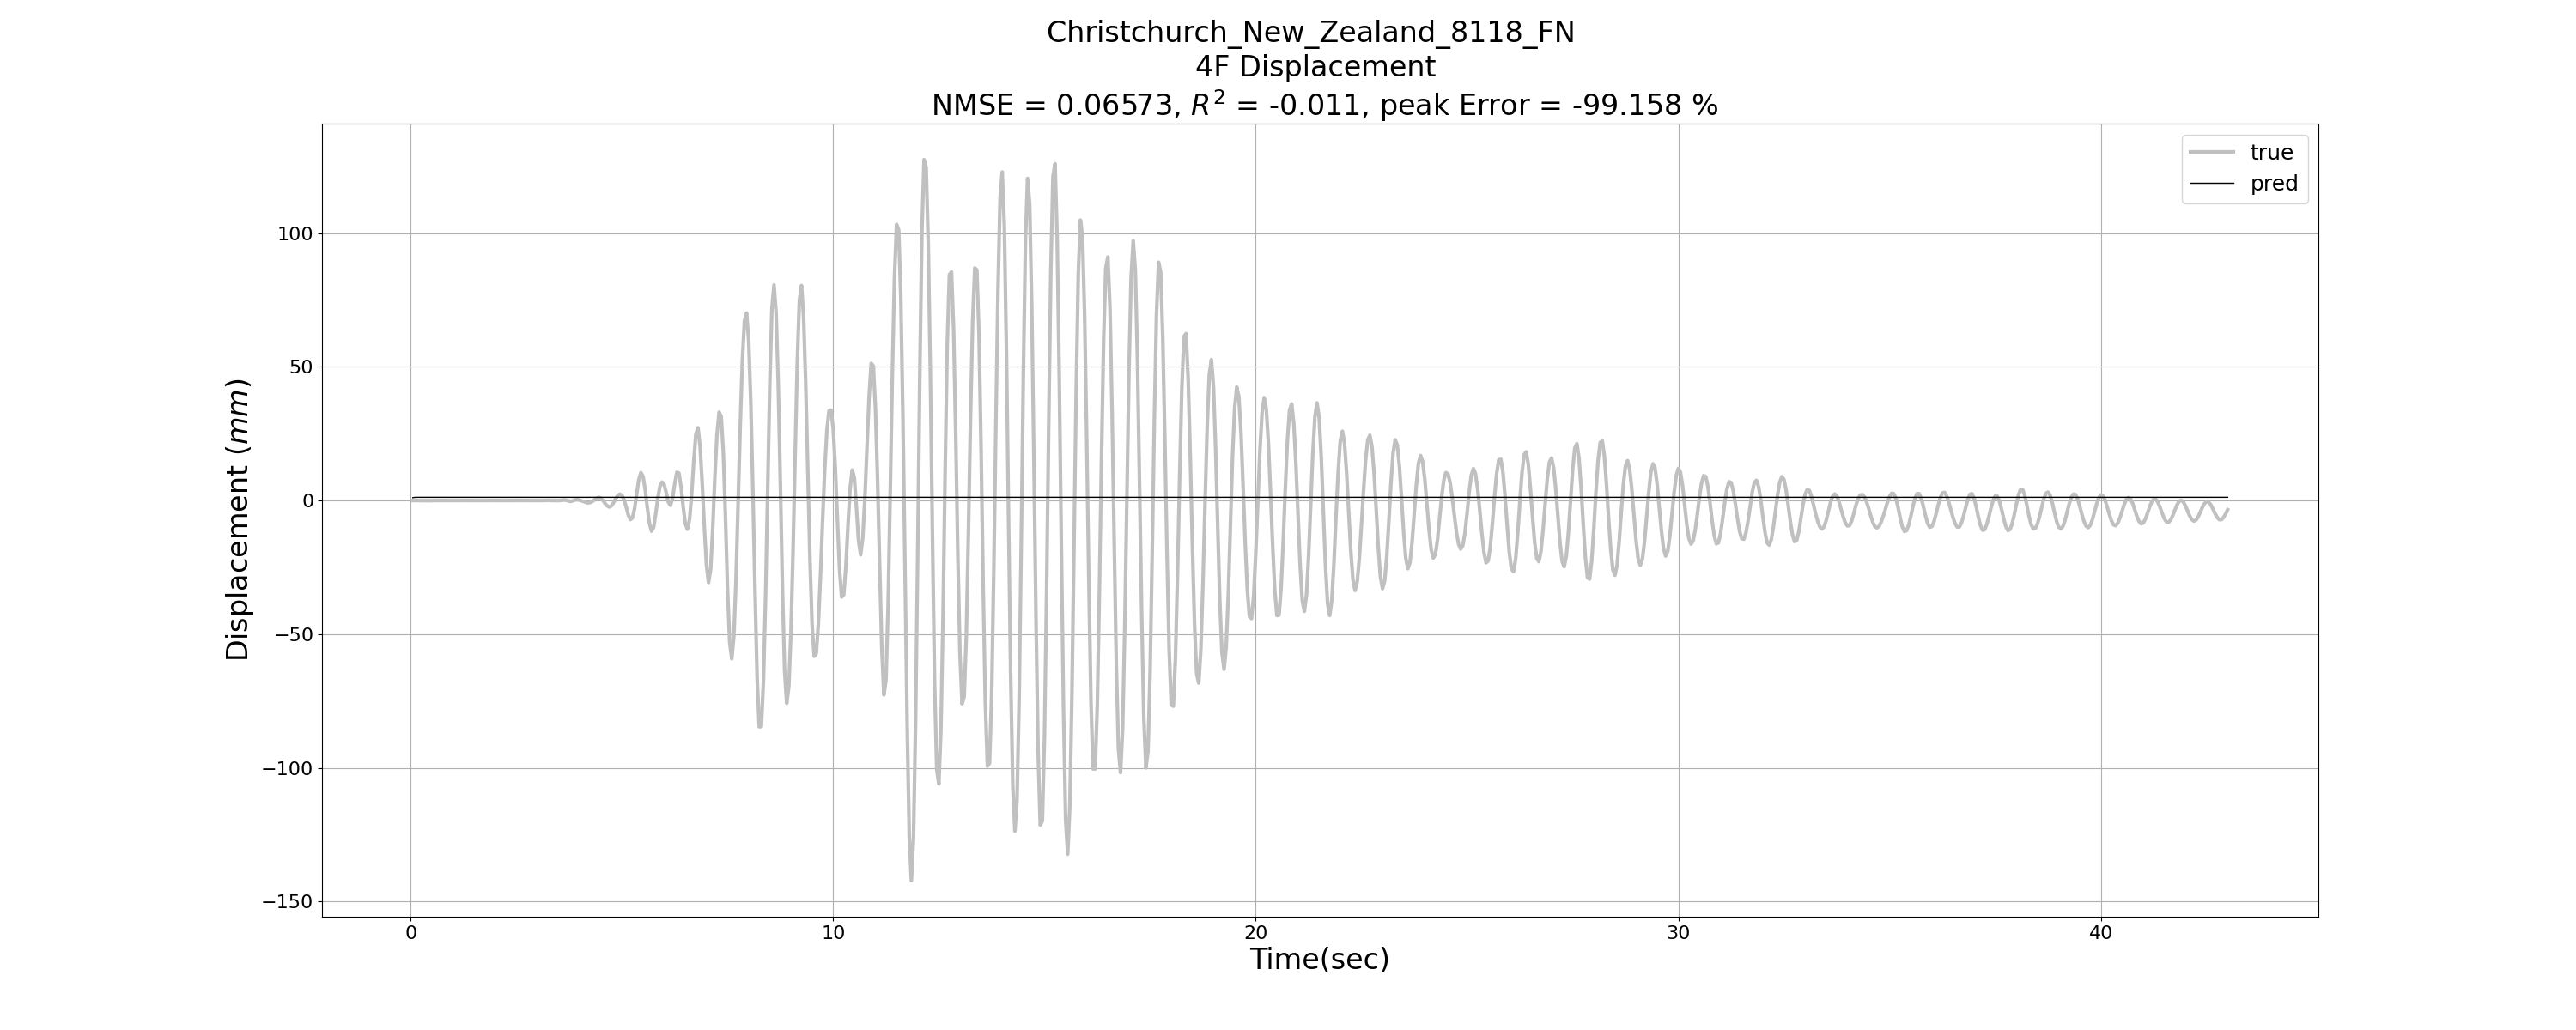 Christchurch_New_Zealand_8118_FN
4F Displacement
NMSE = 0.06573, R² = -0.011, peak Error = -99.158 %
true
pred
Displacement (mm)
100
50
0
−50
−100
−150
0
10
20
30
40
Time(sec)